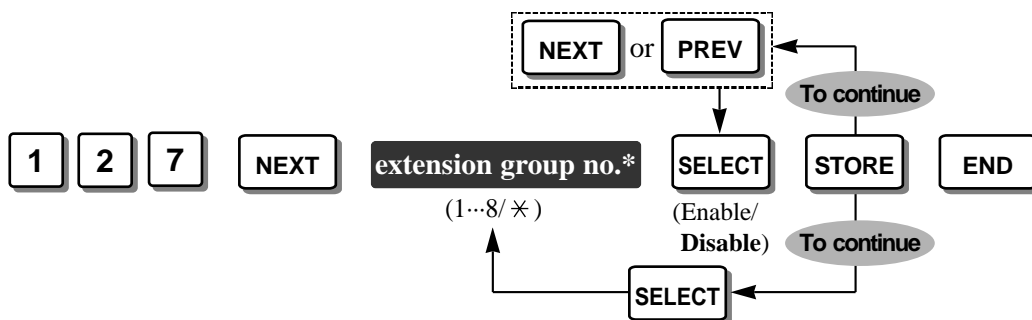 NEXT or PREV
To continue
1 2 7 NEXT extension group no.* SELECT STORE END
(1···8/✳) (Enable/
Disable)
To continue
SELECT